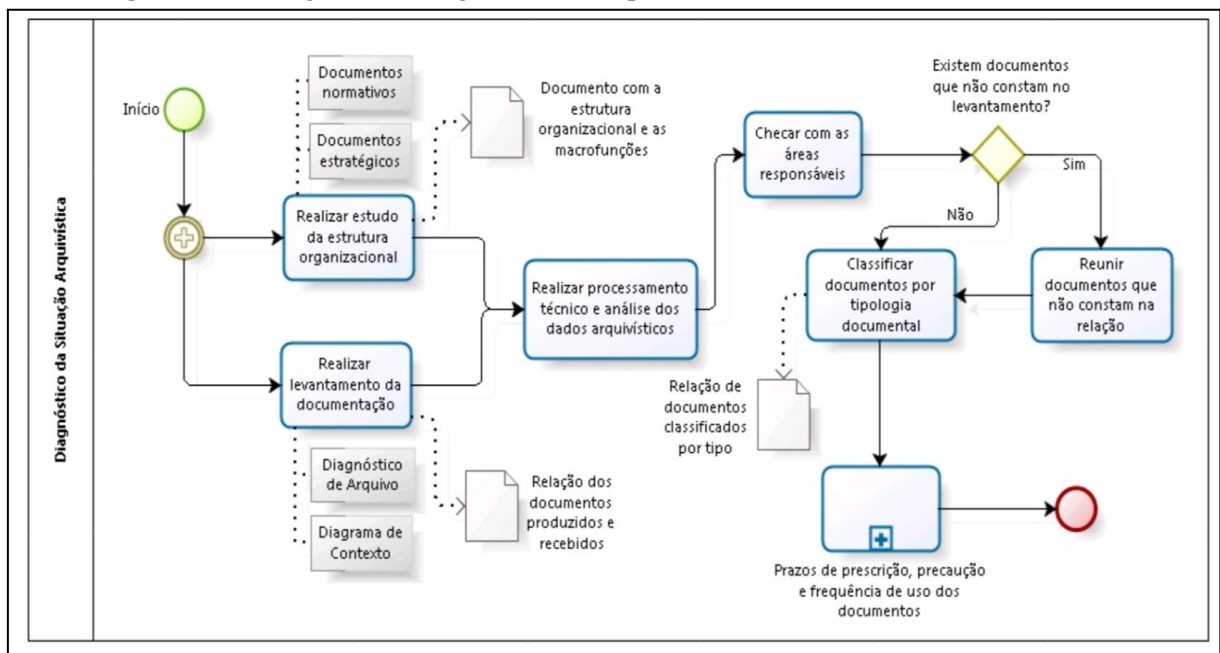 Diagnóstico da Situação Arquivística
Início
Documentos
normativos
Documentos
estratégicos
Documento com a
estrutura
organizacional e as
macrofunções
Realizar estudo
da estrutura
organizacional
Realizar
levantamento da
documentação
Diagnóstico
de Arquivo
Diagrama de
Contexto
Relação dos
documentos
produzidos e
recebidos
Realizar processamento
técnico e análise dos
dados arquivísticos
Checar com as
áreas
responsáveis
Existem documentos
que não constam no
levantamento?
Sim
Não
Reunir
documentos que
não constam na
relação
Classificar
documentos por
tipologia
documental
Relação de
documentos
classificados
por tipo
Prazos de prescrição, precaução
e frequência de uso dos
documentos